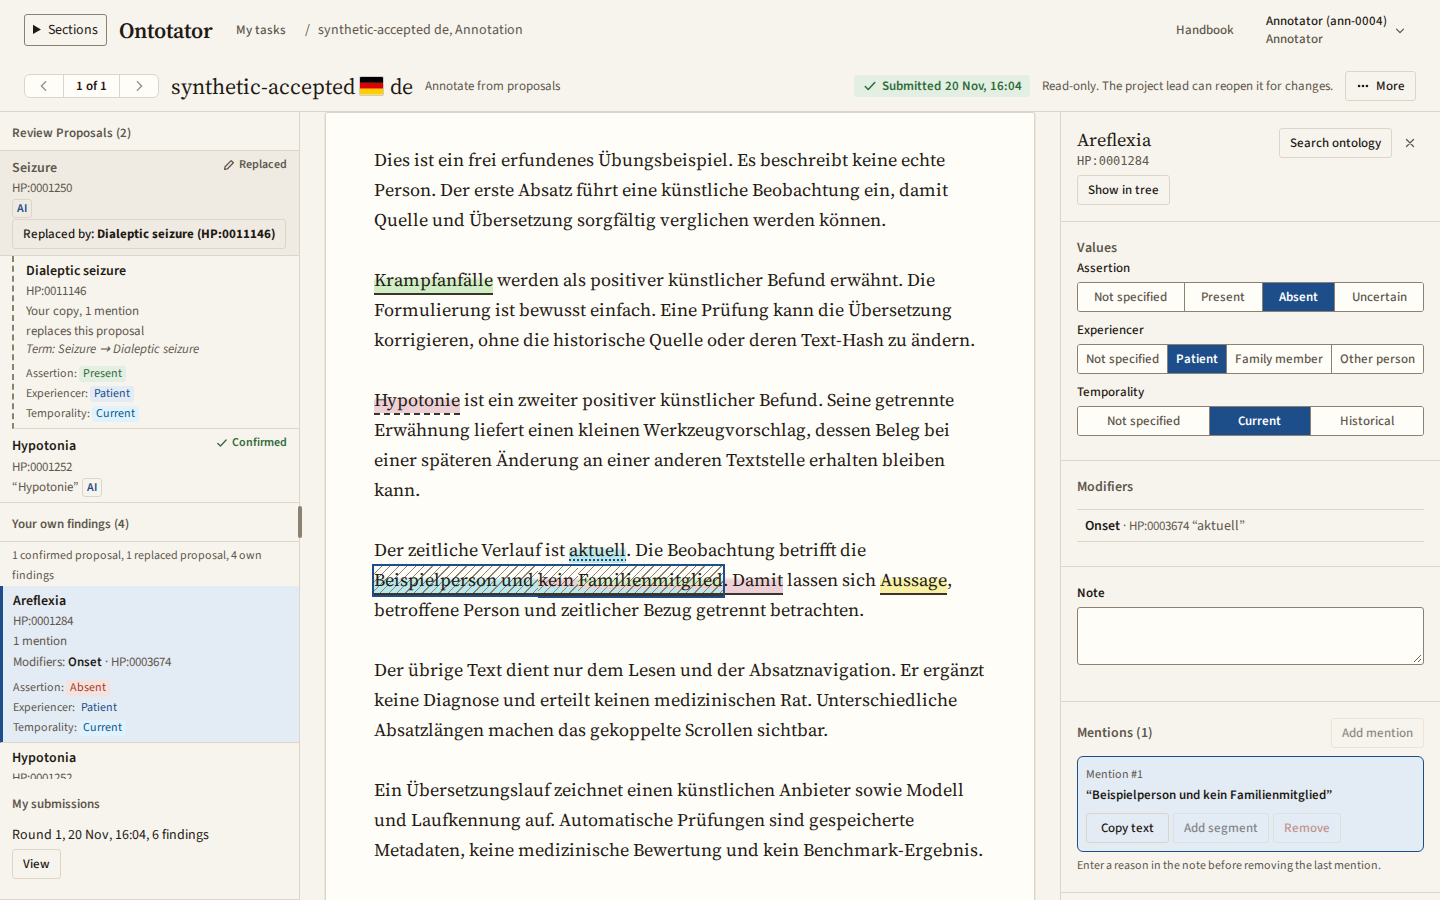 Sections
Ontotator
My tasks / synthetic-accepted de, Annotation
Handbook
Annotator (ann-0004)
Annotator
1 of 1
synthetic-accepted de
Annotate from proposals
Submitted 20 Nov, 16:04
Read-only. The project lead can reopen it for changes.
More
Review Proposals (2)
Seizure
Replaced
HP:0001250
AI
Replaced by: Dialeptic seizure (HP:0011146)
Dialeptic seizure
HP:0011146
Your copy, 1 mention
replaces this proposal
Term: Seizure → Dialeptic seizure
Assertion: Present
Experiencer: Patient
Temporality: Current
Hypotonia
Confirmed
HP:0001252
“Hypotonie” AI
Your own findings (4)
1 confirmed proposal, 1 replaced proposal, 4 own
findings
Areflexia
HP:0001284
1 mention
Modifiers: Onset · HP:0003674
Assertion: Absent
Experiencer: Patient
Temporality: Current
Hypotonia
HP:0001252
My submissions
Round 1, 20 Nov, 16:04, 6 findings
View
Dies ist ein frei erfundenes Übungsbeispiel. Es beschreibt keine echte
Person. Der erste Absatz führt eine künstliche Beobachtung ein, damit
Quelle und Übersetzung sorgfältig verglichen werden können.
Krampfanfälle werden als positiver künstlicher Befund erwähnt. Die
Formulierung ist bewusst einfach. Eine Prüfung kann die Übersetzung
korrigieren, ohne die historische Quelle oder deren Text-Hash zu ändern.
Hypotonie ist ein zweiter positiver künstlicher Befund. Seine getrennte
Erwähnung liefert einen kleinen Werkzeugvorschlag, dessen Beleg bei
einer späteren Änderung an einer anderen Textstelle erhalten bleiben
kann.
Der zeitliche Verlauf ist aktuell. Die Beobachtung betrifft die
Beispielperson und kein Familienmitglied. Damit lassen sich Aussage,
betroffene Person und zeitlicher Bezug getrennt betrachten.
Der übrige Text dient nur dem Lesen und der Absatznavigation. Er ergänzt
keine Diagnose und erteilt keinen medizinischen Rat. Unterschiedliche
Absatzlängen machen das gekoppelte Scrollen sichtbar.
Ein Übersetzungslauf zeichnet einen künstlichen Anbieter sowie Modell
und Laufkennung auf. Automatische Prüfungen sind gespeicherte
Metadaten, keine medizinische Bewertung und kein Benchmark-Ergebnis.
Areflexia
HP:0001284
Search ontology
Show in tree
Values
Assertion
Not specified Present Absent Uncertain
Experiencer
Not specified Patient Family member Other person
Temporality
Not specified Current Historical
Modifiers
Onset · HP:0003674 “aktuell”
Note
Mentions (1)
Add mention
Mention #1
“Beispielperson und kein Familienmitglied”
Copy text Add segment Remove
Enter a reason in the note before removing the last mention.